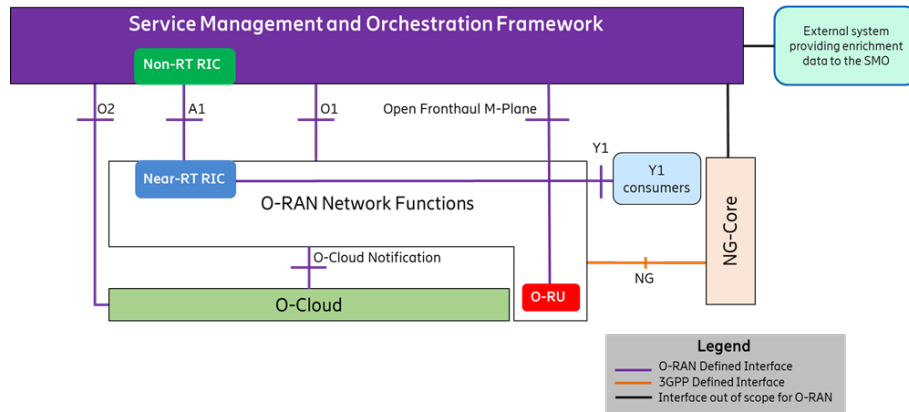 Service Management and Orchestration Framework
External system
providing enrichment
data to the SMO
Non-RT RIC
O2
A1
O1
Open Fronthaul M-Plane
Y1
Near-RT RIC
Y1
consumers
O-RAN Network Functions
NG-Core
O-Cloud Notification
NG
O-Cloud
O-RU
Legend
O-RAN Defined Interface
3GPP Defined Interface
Interface out of scope for O-RAN